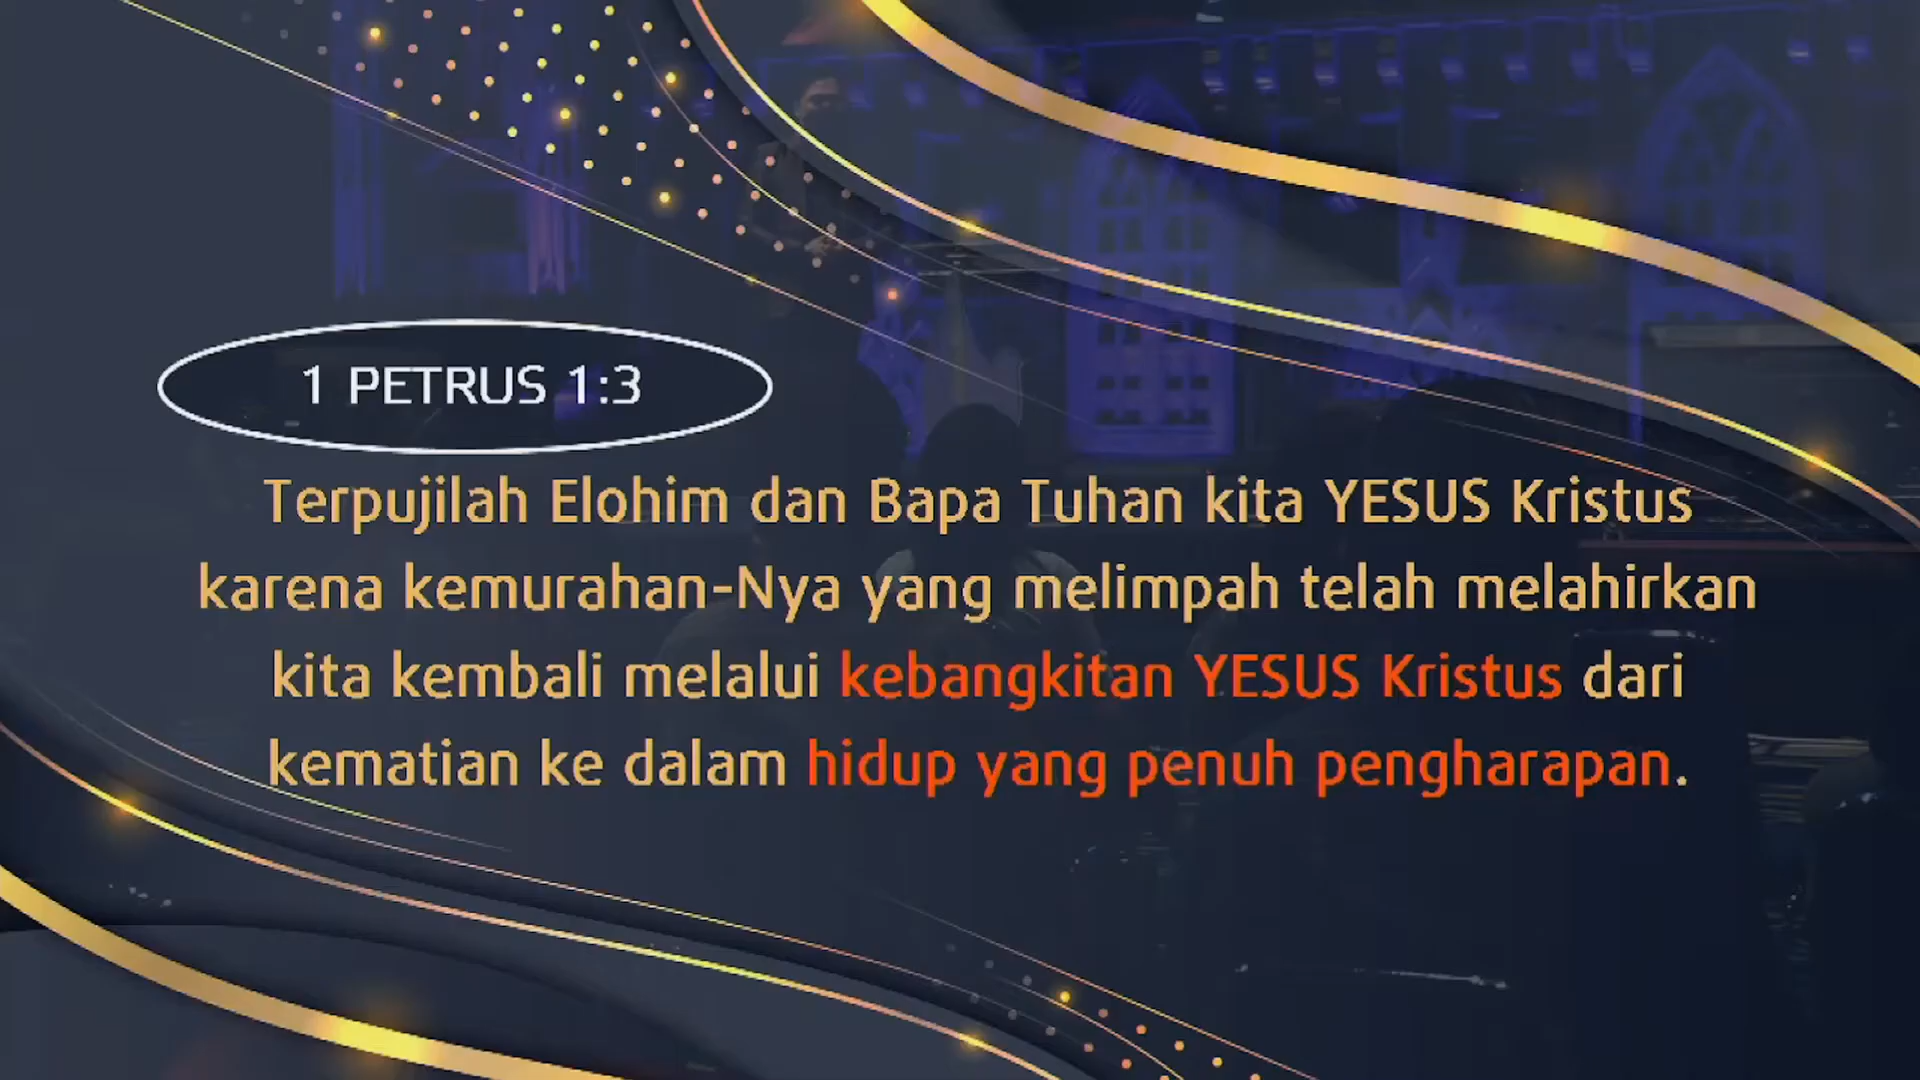 1 PETRUS 1:3
Terpujilah Elohim dan Bapa Tuhan kita YESUS Kristus
karena kemurahan-Nya yang melimpah telah melahirkan
kita kembali melalui kebangkitan YESUS Kristus dari
kematian ke dalam hidup yang penuh pengharapan.